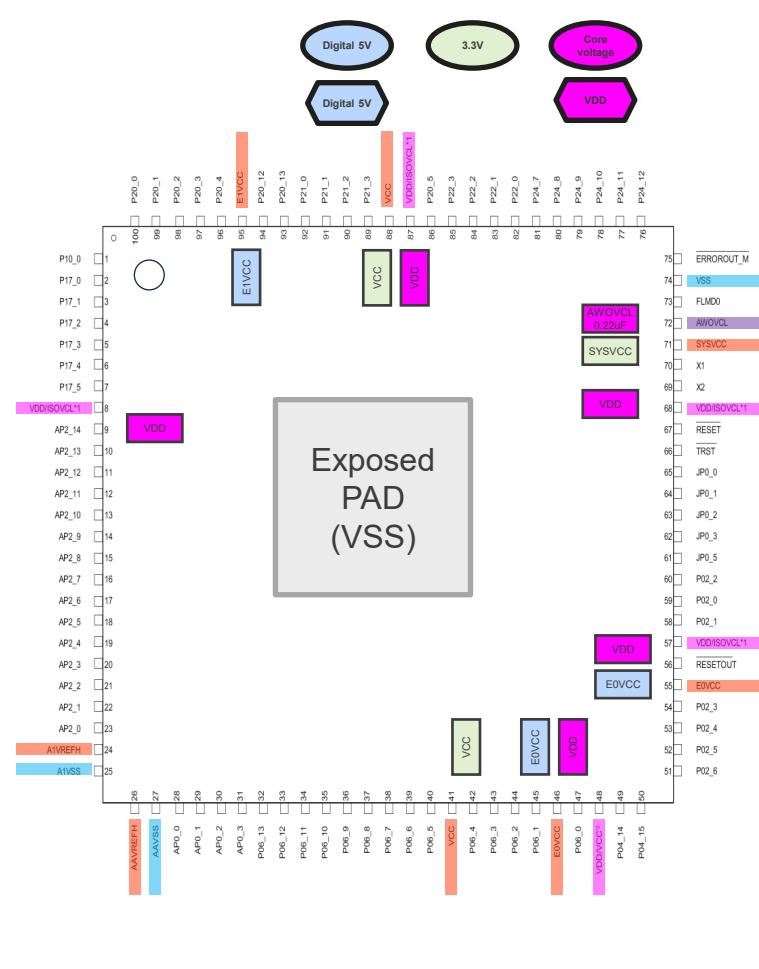 Digital 5V
3.3V
Core
voltage
Digital 5V
VDD
P20_0
P20_1
P20_2
P20_3
P20_4
E1VCC
P20_12
P20_13
P21_0
P21_1
P21_2
P21_3
VCC
VDD/ISOVCL*1
P20_5
P22_3
P22_2
P22_1
P22_0
P24_7
P24_8
P24_9
P24_10
P24_11
P24_12
100
99
98
97
96
95
94
93
92
91
90
89
88
87
86
85
84
83
82
81
80
79
78
77
76
P10_0 1
P17_0 2
P17_1 3
P17_2 4
P17_3 5
P17_4 6
P17_5 7
VDD/ISOVCL*1 8
AP2_14 9
AP2_13 10
AP2_12 11
AP2_11 12
AP2_10 13
AP2_9 14
AP2_8 15
AP2_7 16
AP2_6 17
AP2_5 18
AP2_4 19
AP2_3 20
AP2_2 21
AP2_1 22
AP2_0 23
A1VREFH 24
A1VSS 25
E1VCC
VCC
VDD
AWOVCL
0.22uF
SYSVCC
VDD
VDD
Exposed
PAD
(VSS)
VDD
E0VCC
VCC
E0VCC
VDD
75 ERROROUT_M
74 VSS
73 FLMD0
72 AWOVCL
71 SYSVCC
70 X1
69 X2
68 VDD/ISOVCL*1
67 RESET
66 TRST
65 JP0_0
64 JP0_1
63 JP0_2
62 JP0_3
61 JP0_5
60 P02_2
59 P02_0
58 P02_1
57 VDD/ISOVCL*1
56 RESETOUT
55 E0VCC
54 P02_3
53 P02_4
52 P02_5
51 P02_6
26
27
28
29
30
31
32
33
34
35
36
37
38
39
40
41
42
43
44
45
46
47
48
49
50
AAVREFH
AAVSS
AP0_0
AP0_1
AP0_2
AP0_3
P06_13
P06_12
P06_11
P06_10
P06_9
P06_8
P06_7
P06_6
P06_5
VCC
P06_4
P06_3
P06_2
P06_1
E0VCC
P06_0
VDD/VCC*²
P04_14
P04_15